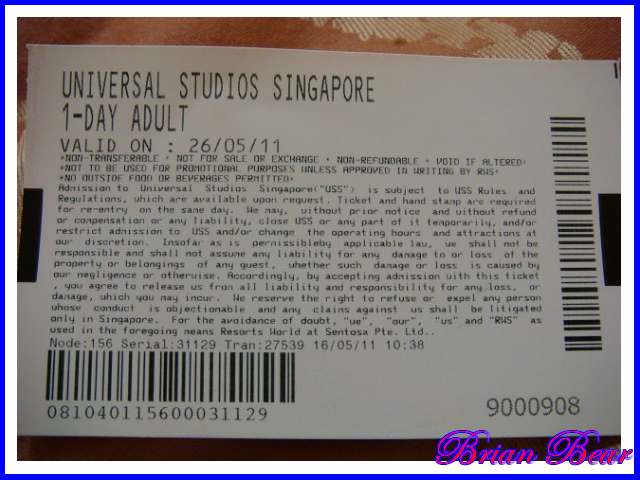 UNIVERSAL STUDIOS SINGAPORE
1-DAY ADULT
VALID ON : 26/05/11
*NON-TRANSFERABLE * NOT FOR SALE OR EXCHANGE * NON-REFUNDABLE * VOID IF ALTERED*
*NOT TO BE USED FOR PROMOTIONAL PURPOSES UNLESS APPROVED IN WRITING BY RWS*
*NO OUTSIDE FOOD OR BEVERAGES PERMITTED*
Admission to Universal Studios Singapore("USS") is subject to USS Rules and
Regulations, which are available upon request. Ticket and hand stamp are required
for re-entry on the same day. We may, without prior notice and without refund
or compensation or any liability, close USS or any part of it temporarily, and/or
restrict admission to USS and/or change the operating hours and attractions at
our discretion. Insofar as is permissibleby applicable law, we shall not be
responsible and shall not assume any liability for any damage to or loss of the
property or belongings of any guest, whether such damage or loss is caused by
our negligence or otherwise. Accordingly, by accepting admission with this ticket
, you agree to release us from all liability and responsibility for any loss, or
damage, which you may incur. We reserve the right to refuse or expel any person
whose conduct is objectionable and any claims against us shall be litigated
only in Singapore. For the avoidance of doubt, "we", "our", "us" and "RWS" as
used in the foregoing means Resorts World at Sentosa Pte. Ltd..
Node:156 Serial:31129 Tran:27539 16/05/11 10:38
081040115600031129
9000908
Brian Bear